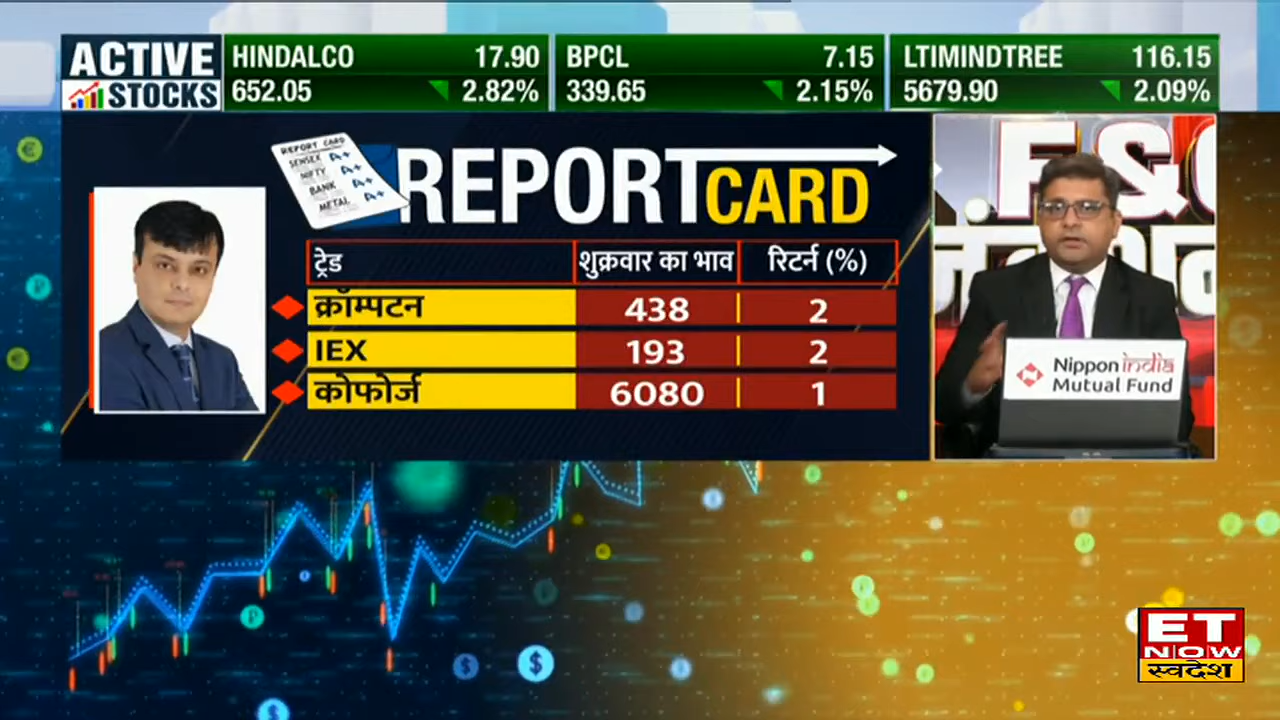 ACTIVE STOCKS
HINDALCO 17.90
652.05 2.82%
BPCL 7.15
339.65 2.15%
LTIMINDTREE 116.15
5679.90 2.09%
REPORT CARD
SENSEX A+
NIFTY A+
BANK A+
METAL A+
REPORT CARD
ट्रेड शुक्रवार का भाव रिटर्न (%)
क्रॉम्पटन 438 2
IEX 193 2
कोफोर्ज 6080 1
F&
Nippon india
Mutual Fund
ET
NOW
स्वदेश